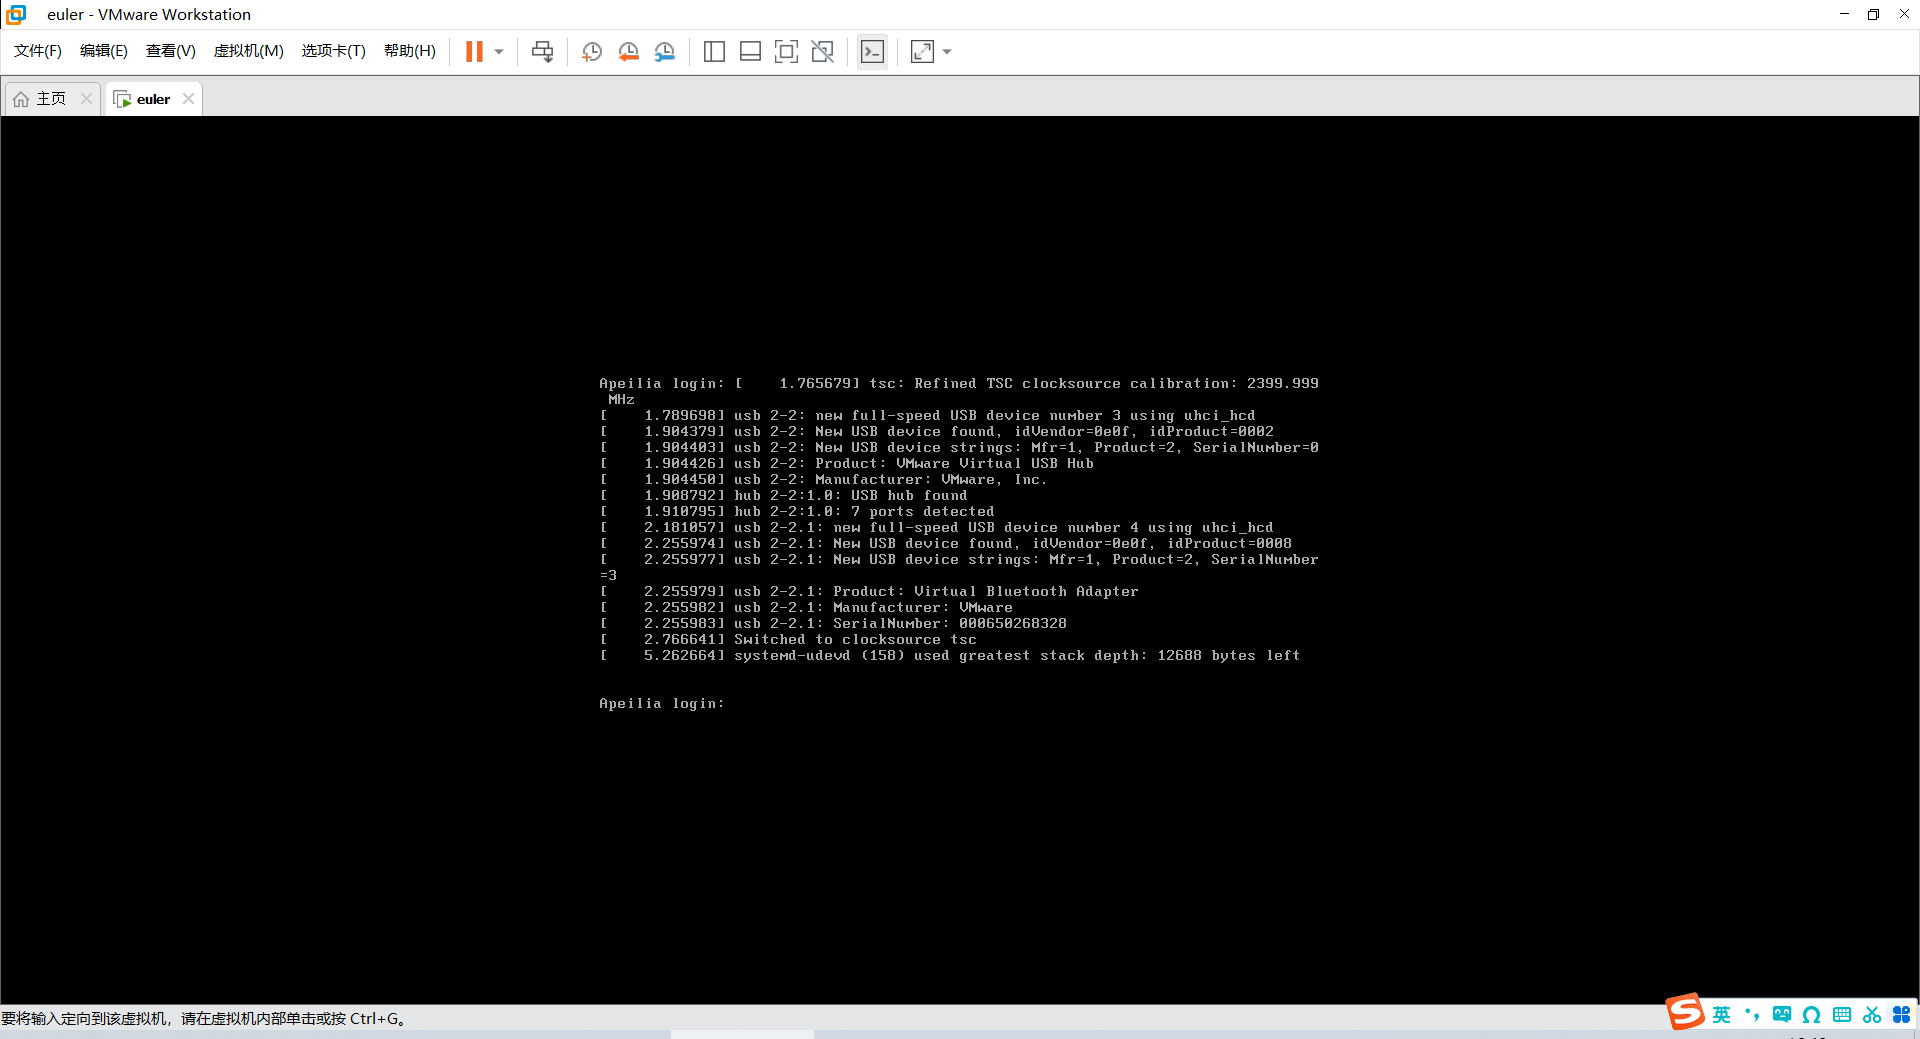 euler - VMware Workstation
文件(F) 编辑(E) 查看(V) 虚拟机(M) 选项卡(T) 帮助(H)
主页 euler
Apeilia login: [    1.765679] tsc: Refined TSC clocksource calibration: 2399.999
 MHz
[    1.789698] usb 2-2: new full-speed USB device number 3 using uhci_hcd
[    1.904379] usb 2-2: New USB device found, idVendor=0e0f, idProduct=0002
[    1.904403] usb 2-2: New USB device strings: Mfr=1, Product=2, SerialNumber=0
[    1.904426] usb 2-2: Product: VMware Virtual USB Hub
[    1.904450] usb 2-2: Manufacturer: VMware, Inc.
[    1.908792] hub 2-2:1.0: USB hub found
[    1.910795] hub 2-2:1.0: 7 ports detected
[    2.181057] usb 2-2.1: new full-speed USB device number 4 using uhci_hcd
[    2.255974] usb 2-2.1: New USB device found, idVendor=0e0f, idProduct=0008
[    2.255977] usb 2-2.1: New USB device strings: Mfr=1, Product=2, SerialNumber
=3
[    2.255979] usb 2-2.1: Product: Virtual Bluetooth Adapter
[    2.255982] usb 2-2.1: Manufacturer: VMware
[    2.255983] usb 2-2.1: SerialNumber: 000650268328
[    2.766641] Switched to clocksource tsc
[    5.262664] systemd-udevd (158) used greatest stack depth: 12688 bytes left
Apeilia login:
要将输入定向到该虚拟机，请在虚拟机内部单击或按 Ctrl+G。
英